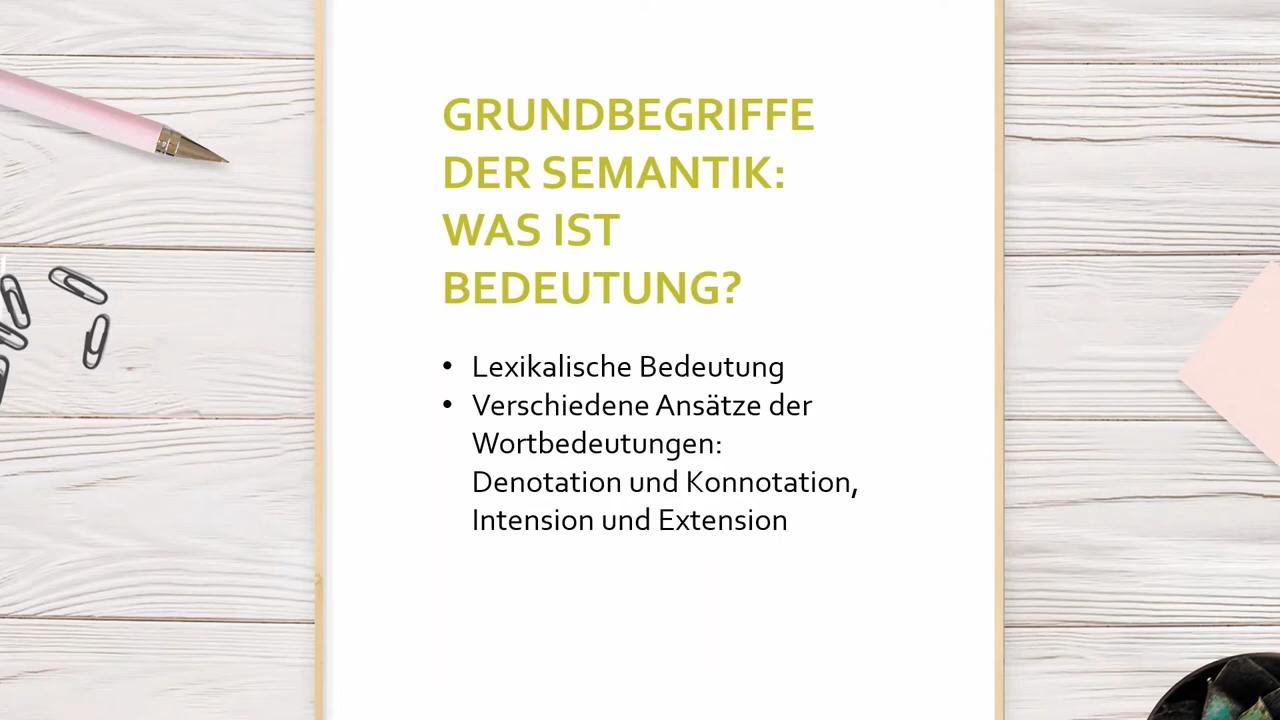 GRUNDBEGRIFFE
DER SEMANTIK:
WAS IST
BEDEUTUNG?
• Lexikalische Bedeutung
• Verschiedene Ansätze der
Wortbedeutungen:
Denotation und Konnotation,
Intension und Extension